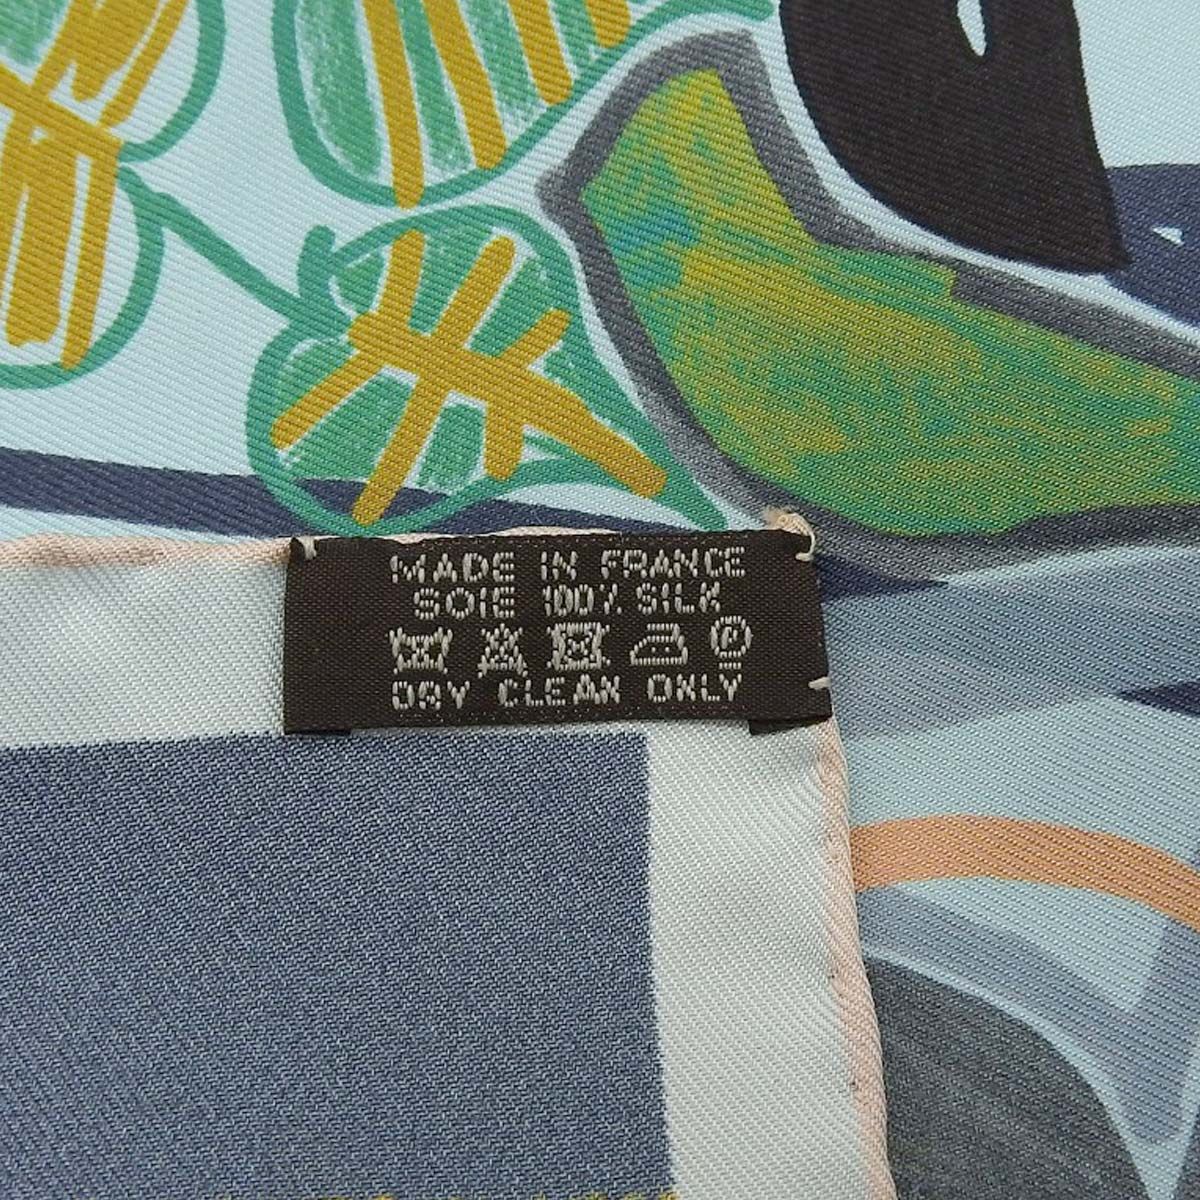 MADE IN FRANCE
SOIE 100% SILK
P
DRY CLEAN ONLY